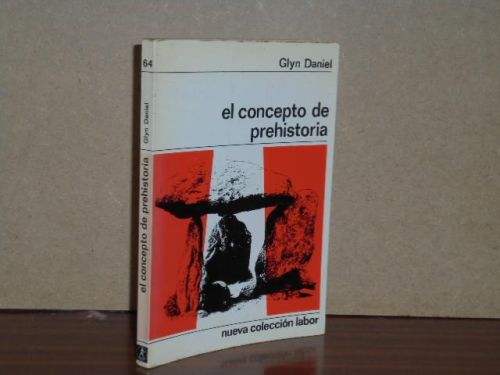 64
Glyn Daniel
el concepto de prehistoria
Glyn Daniel
el concepto de
prehistoria
nueva colección labor